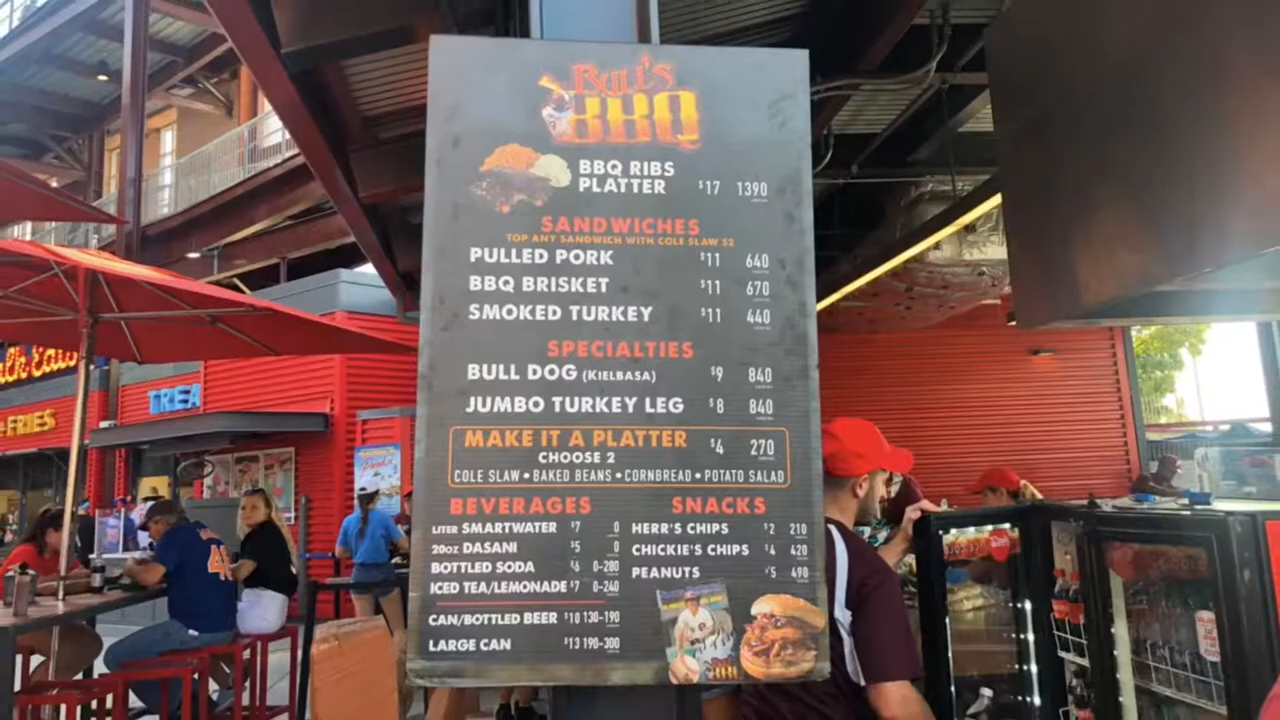 BULL'S
BBQ
BBQ RIBS
PLATTER $17 1390
SANDWICHES
TOP ANY SANDWICH WITH COLE SLAW $2
PULLED PORK $11 640
BBQ BRISKET $11 670
SMOKED TURKEY $11 440
SPECIALTIES
BULL DOG (KIELBASA) $9 840
JUMBO TURKEY LEG $8 840
MAKE IT A PLATTER $4 270
CHOOSE 2
COLE SLAW • BAKED BEANS • CORNBREAD • POTATO SALAD
BEVERAGES
LITER SMARTWATER $7 0
20OZ DASANI $5 0
BOTTLED SODA $6 0-280
ICED TEA/LEMONADE $7 0-240
CAN/BOTTLED BEER $10 130-190
LARGE CAN $13 190-300
SNACKS
HERR'S CHIPS $2 210
CHICKIE'S CHIPS $4 420
PEANUTS $5 490
BBQ
TREA
FRIES